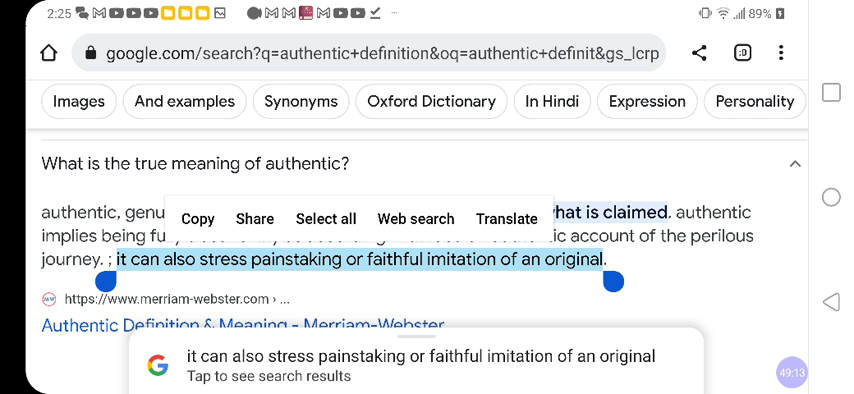 2:25 89%
google.com/search?q=authentic+definition&oq=authentic+definit&gs_lcrp
Images And examples Synonyms Oxford Dictionary In Hindi Expression Personality
What is the true meaning of authentic?
authentic, what is claimed. authentic
Copy Share Select all Web search Translate
implies being account of the perilous
journey. ; it can also stress painstaking or faithful imitation of an original.
https://www.merriam-webster.com › ...
Authentic Definition & Meaning - Merriam-Webster
it can also stress painstaking or faithful imitation of an original
Tap to see search results
49:13